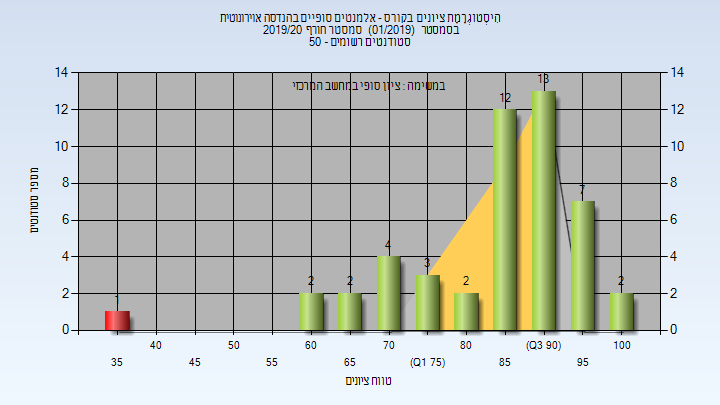 הִיסְטוֹגְרַמַת ציונים בקורס - אלמנטים סופיים בהנדסה אוירונוטית
בסמסטר (01/2019) סמסטר חורף 2019/20
סטודנטים רשומים - 50
במשימה : ציון סופי במחשב המרכזי
מספר סטודנטים
14 14
12 12
10 10
8 8
6 6
4 4
2 2
0 0
1 2 2 4 3 2 12 13 7 2
40 50 60 70 80 (Q3 90) 100
35 45 55 65 (Q1 75) 85 95
טווח ציונים